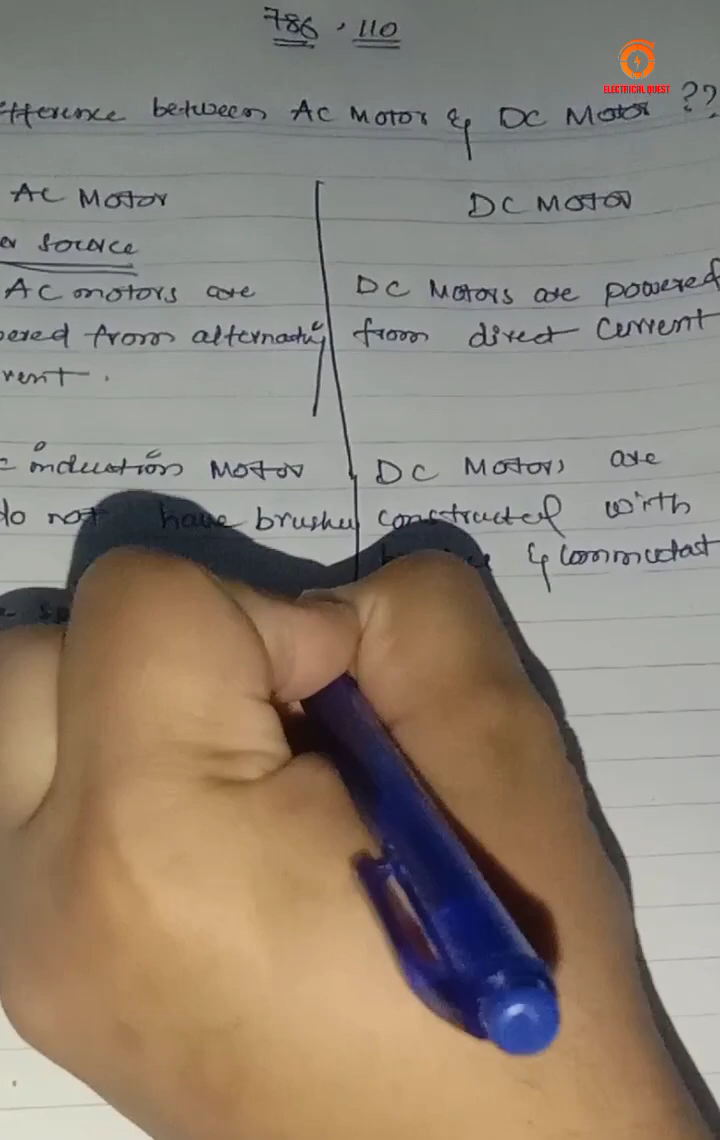 786 . 110
ELECTRICAL QUEST
fference between AC Motor & DC Motor ??
AC Motor
DC MOTOR
er source
AC motors are
ered from alternating
rent .
DC Motors are powered
from direct current
c induction Motor
do not have brushes
DC Motors are
constructed with
& commutat